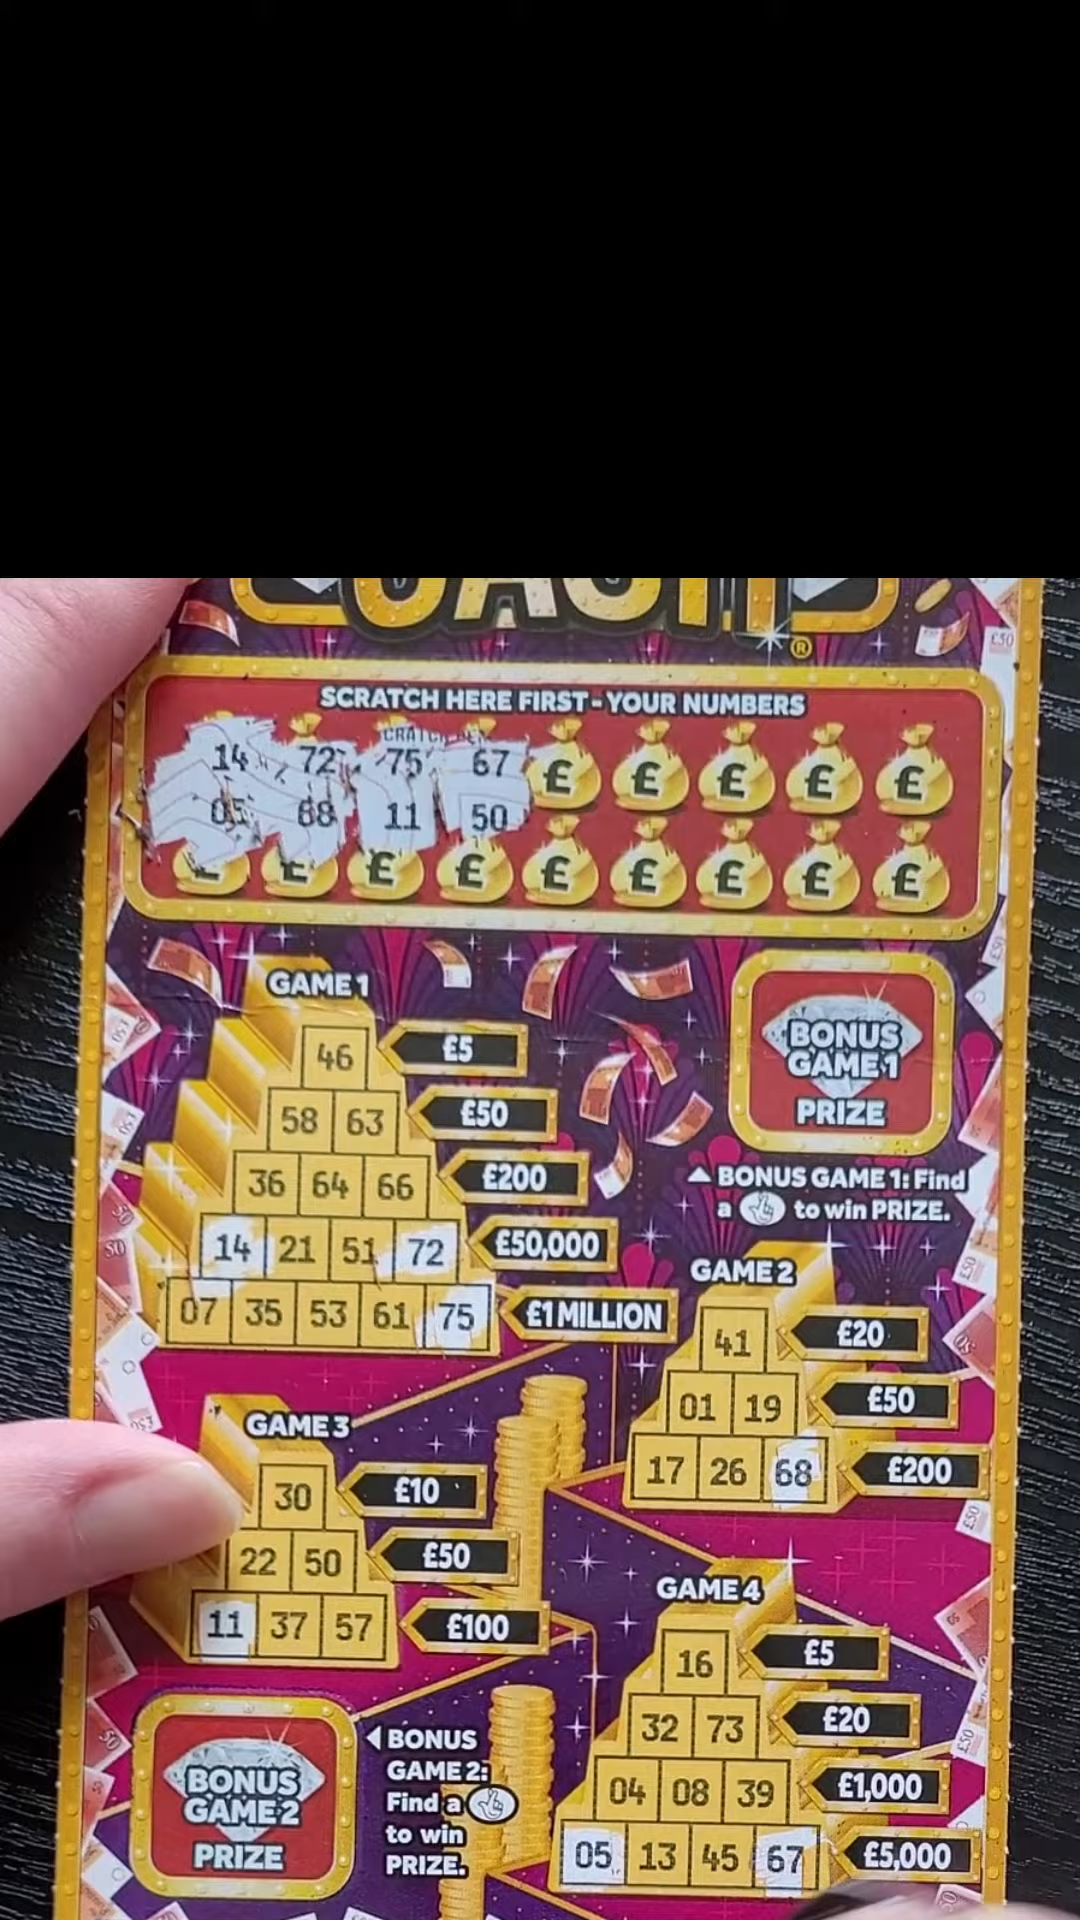 CASH
®
SCRATCH HERE FIRST - YOUR NUMBERS
14 72 75 67 £ £ £ £ £
05 68 11 50
£ £ £ £ £ £ £ £ £
GAME 1
46 £5
58 63 £50
36 64 66 £200
14 21 51 72 £50,000
07 35 53 61 75 £1 MILLION
BONUS
GAME 1
PRIZE
BONUS GAME 1: Find
a to win PRIZE.
GAME 2
41 £20
01 19 £50
17 26 68 £200
GAME 3
30 £10
22 50 £50
11 37 57 £100
GAME 4
16 £5
32 73 £20
04 08 39 £1,000
05 13 45 67 £5,000
BONUS
GAME 2
PRIZE
BONUS
GAME 2:
Find a
to win
PRIZE.